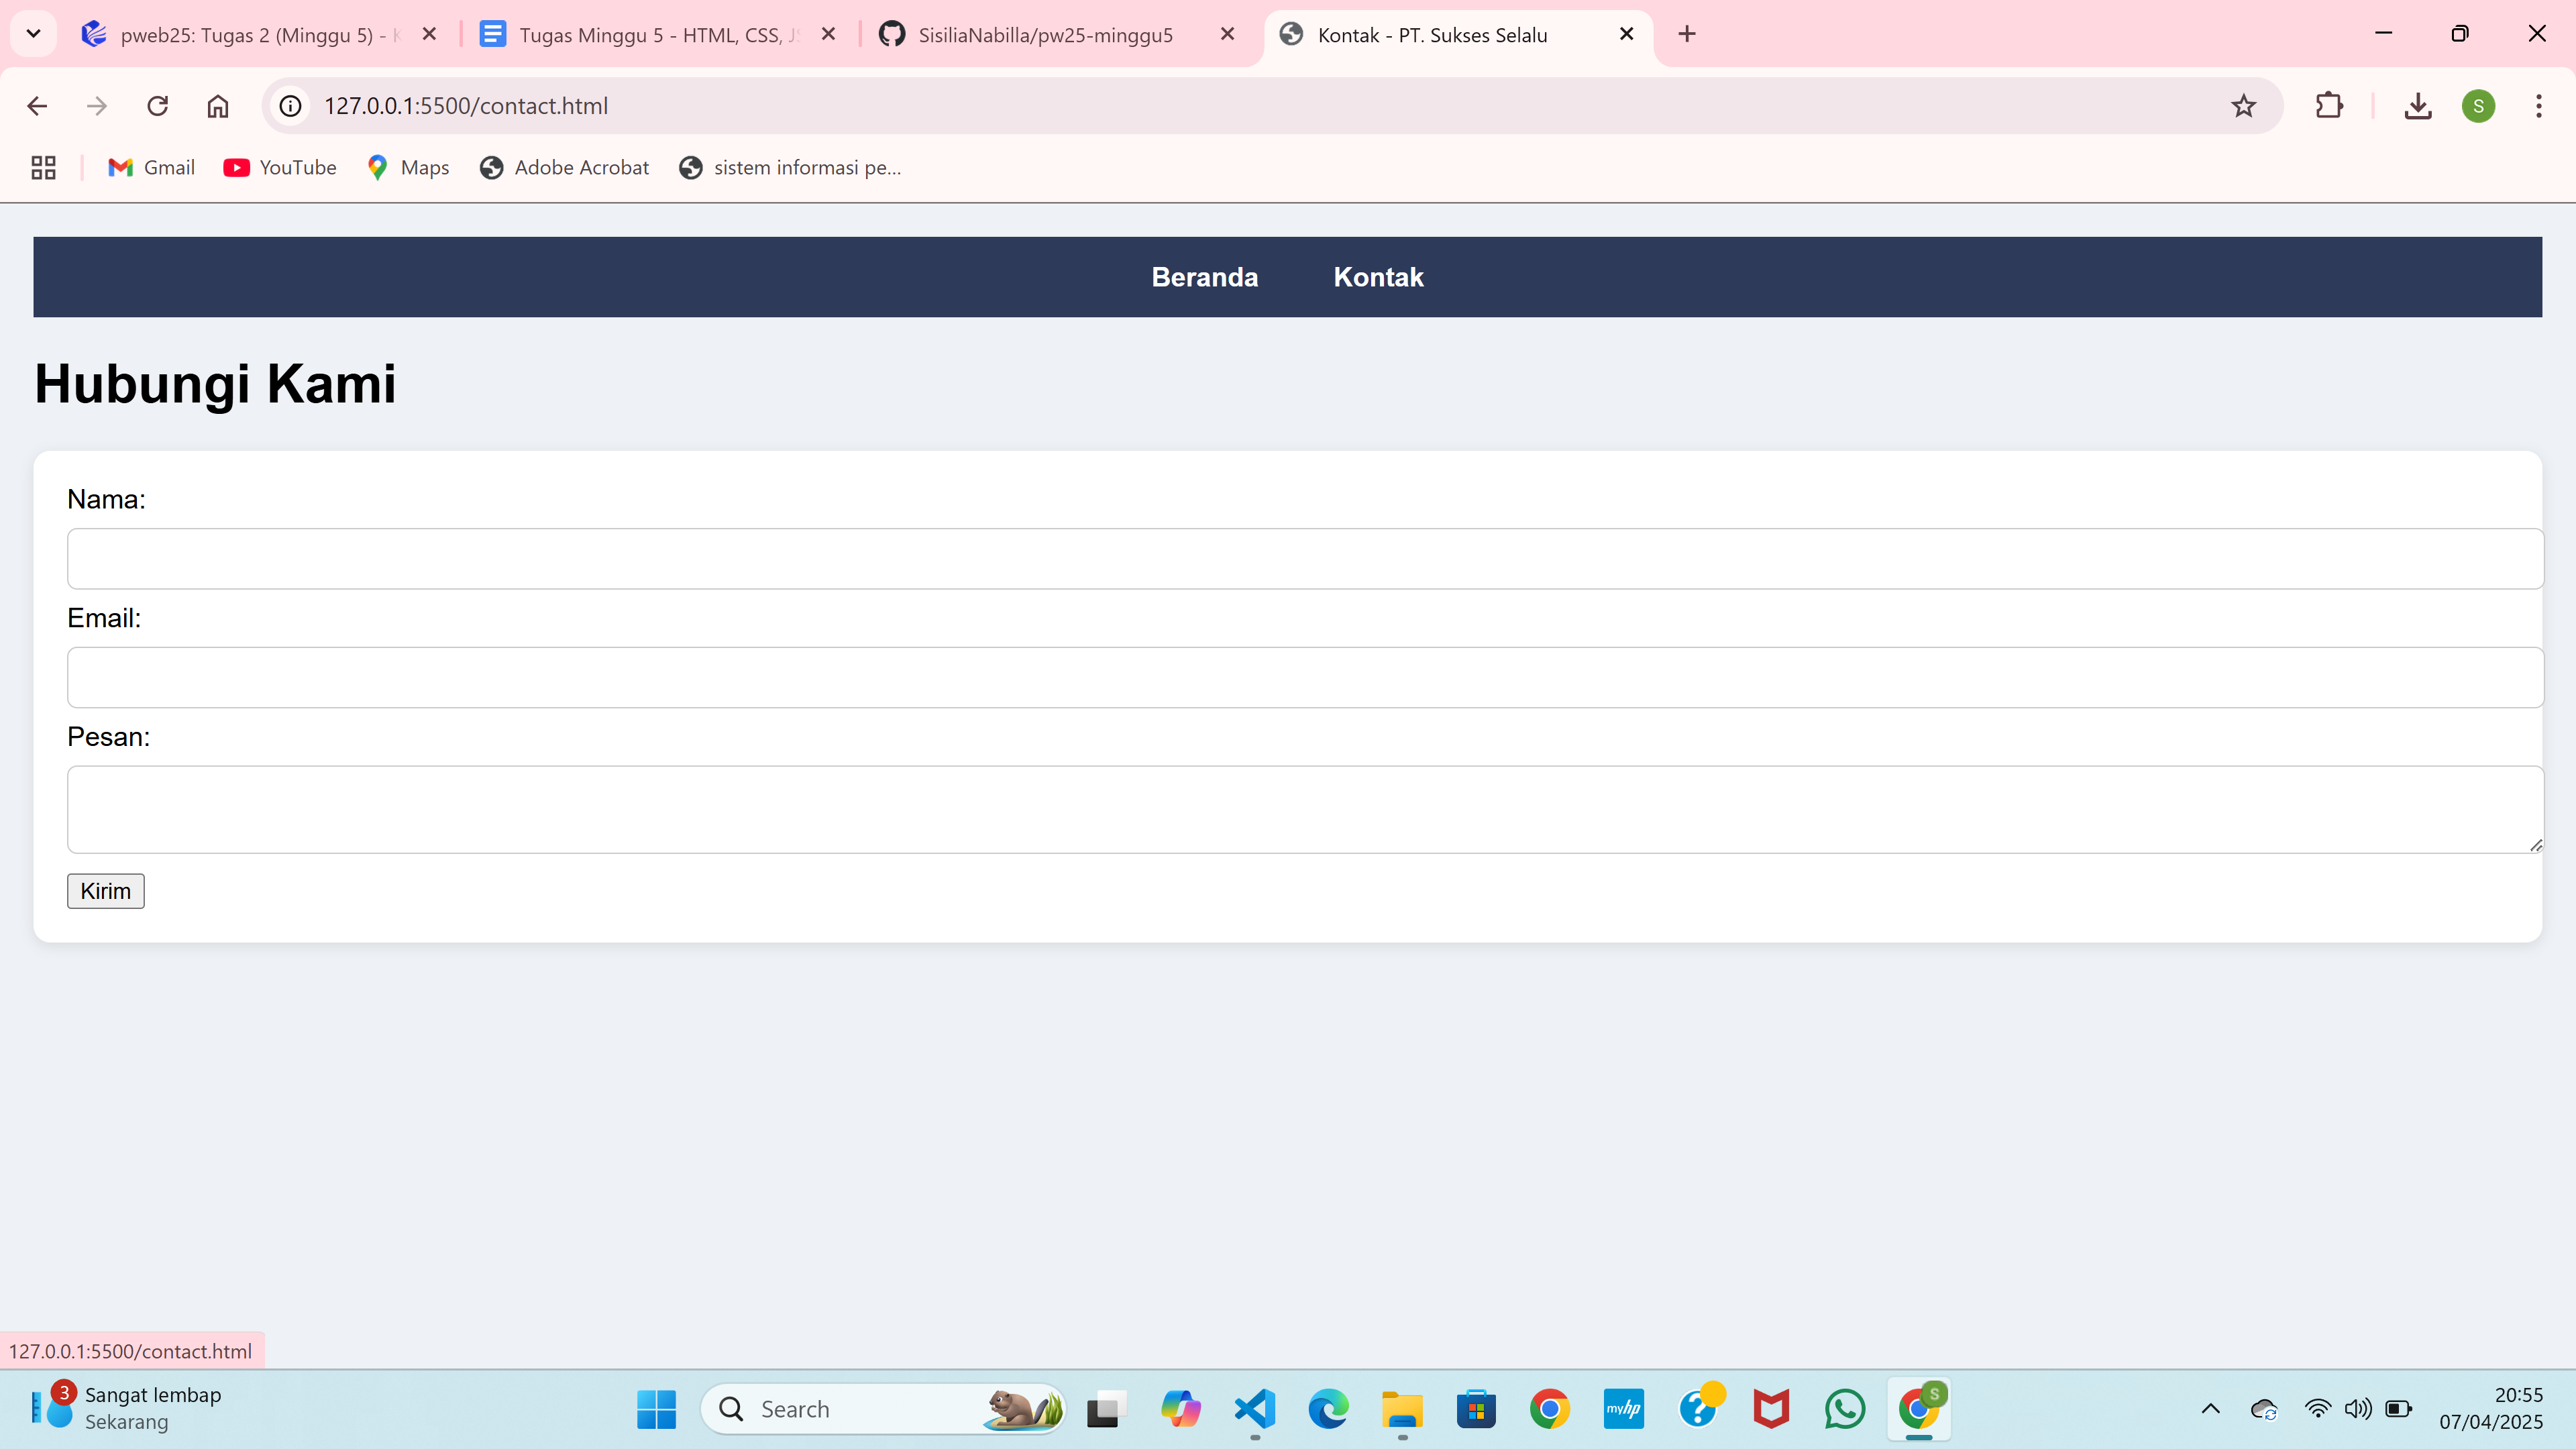 pweb25: Tugas 2 (Minggu 5) - K
Tugas Minggu 5 - HTML, CSS, JS
SisiliaNabilla/pw25-minggu5
Kontak - PT. Sukses Selalu
127.0.0.1:5500/contact.html
S
Gmail
YouTube
Maps
Adobe Acrobat
sistem informasi pe...
Beranda
Kontak
Hubungi Kami
Nama:
Email:
Pesan:
Kirim
127.0.0.1:5500/contact.html
3
Sangat lembap
Sekarang
Search
myhp
S
20:55
07/04/2025